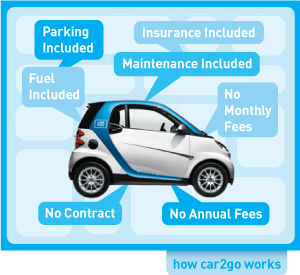 Parking
Included
Insurance Included
Maintenance Included
Fuel
Included
No
Monthly
Fees
No Contract
No Annual Fees
how car2go works